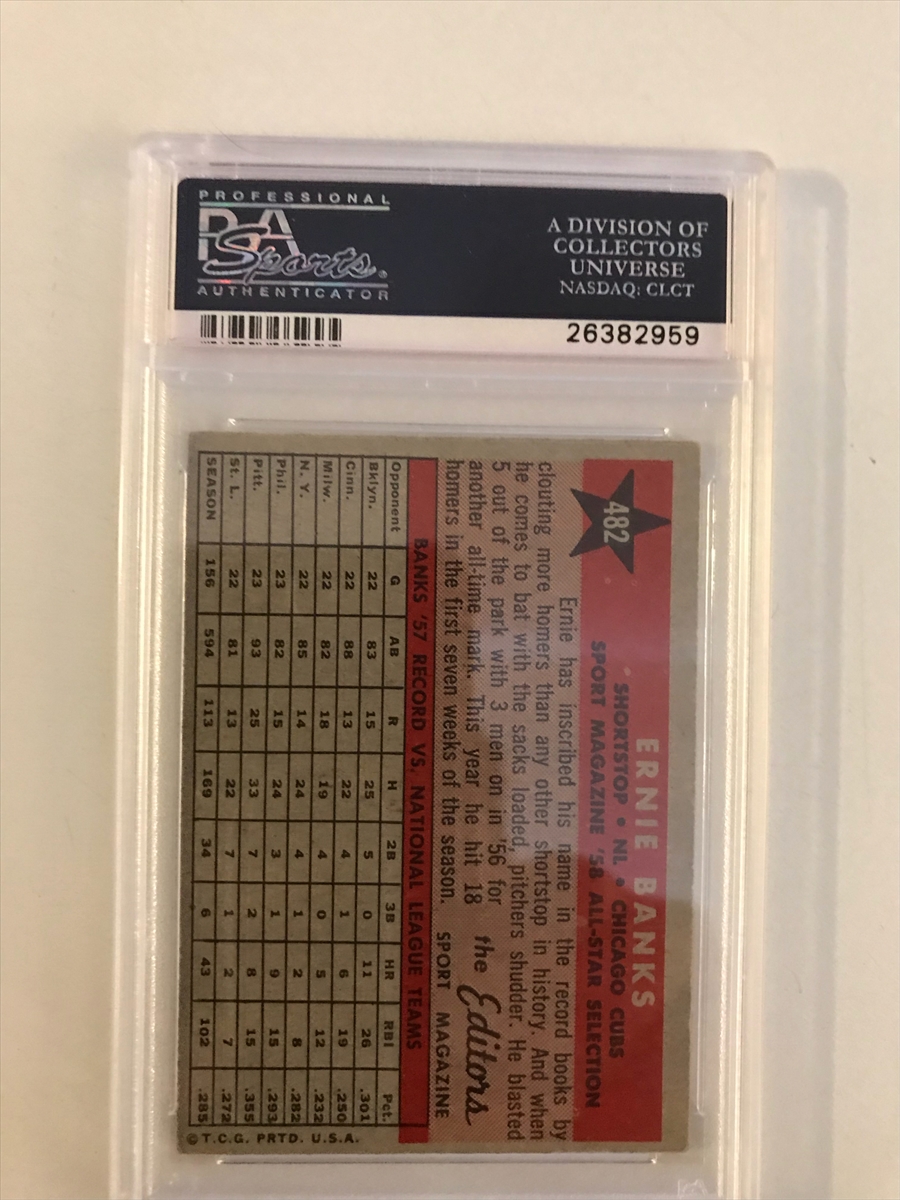 PROFESSIONAL
PSA
Sports.
AUTHENTICATOR
A DIVISION OF
COLLECTORS
UNIVERSE
NASDAQ: CLCT
26382959
482
ERNIE BANKS
SHORTSTOP • NL • CHICAGO CUBS
SPORT MAGAZINE '58 ALL-STAR SELECTION
Ernie has inscribed his name in the record books by
clouting more homers than any other shortstop in history. And when
he comes to bat with the sacks loaded, pitchers shudder. He blasted
5 out of the park with 3 men on in '56 for
another all-time mark. This year he hit 18
homers in the first seven weeks of the season.
the Editors
SPORT MAGAZINE
BANKS '57 RECORD VS. NATIONAL LEAGUE TEAMS
Opponent G AB R H 2B 3B HR RBI Pct.
Bklyn. 22 83 15 25 5 0 11 26 .301
Cinn. 22 88 13 22 4 1 6 19 .250
Milw. 22 82 18 19 4 0 5 12 .232
N. Y. 22 85 14 24 4 1 2 8 .282
Phil. 23 82 15 24 3 1 9 15 .293
Pitt. 23 93 25 33 7 2 8 15 .355
St. L. 22 81 13 22 7 1 2 7 .272
SEASON 156 594 113 169 34 6 43 102 .285
© T.C.G. PRTD. U.S.A.